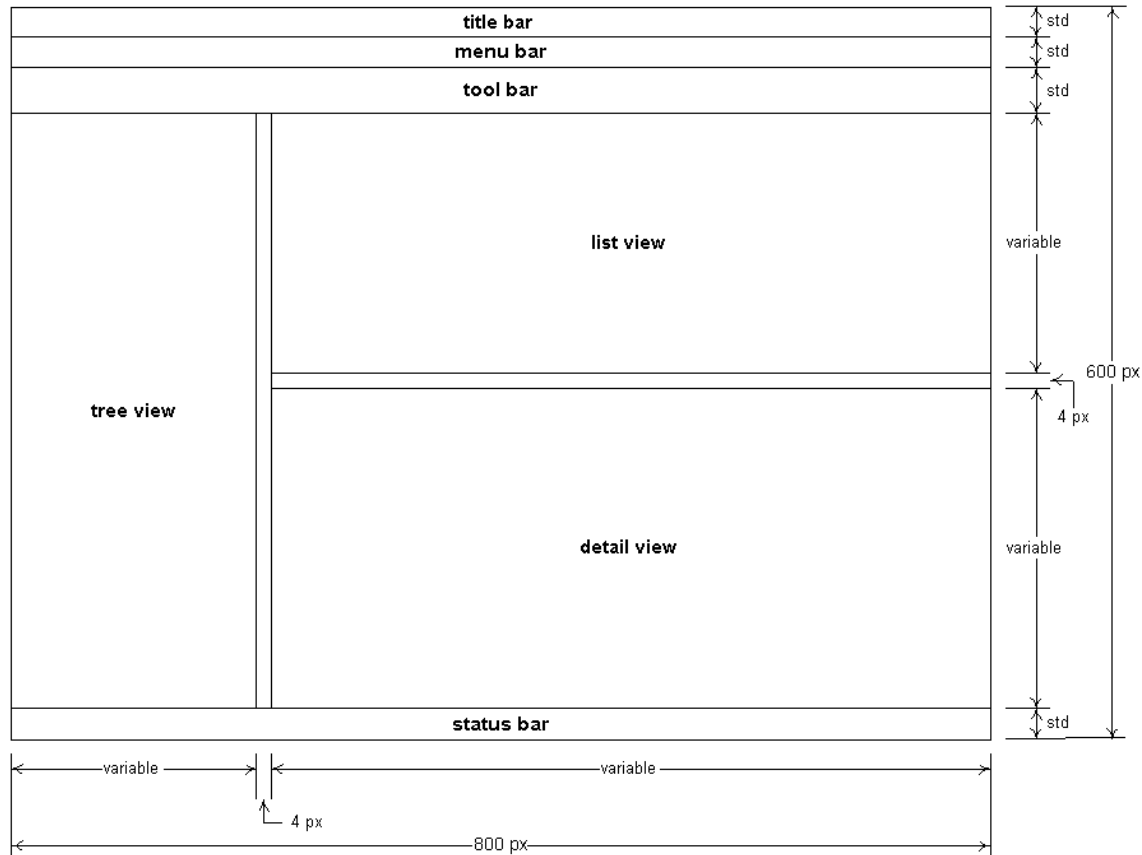 title bar
std
menu bar
std
tool bar
std
list view
variable
600 px
4 px
tree view
detail view
variable
status bar
std
variable
variable
4 px
800 px